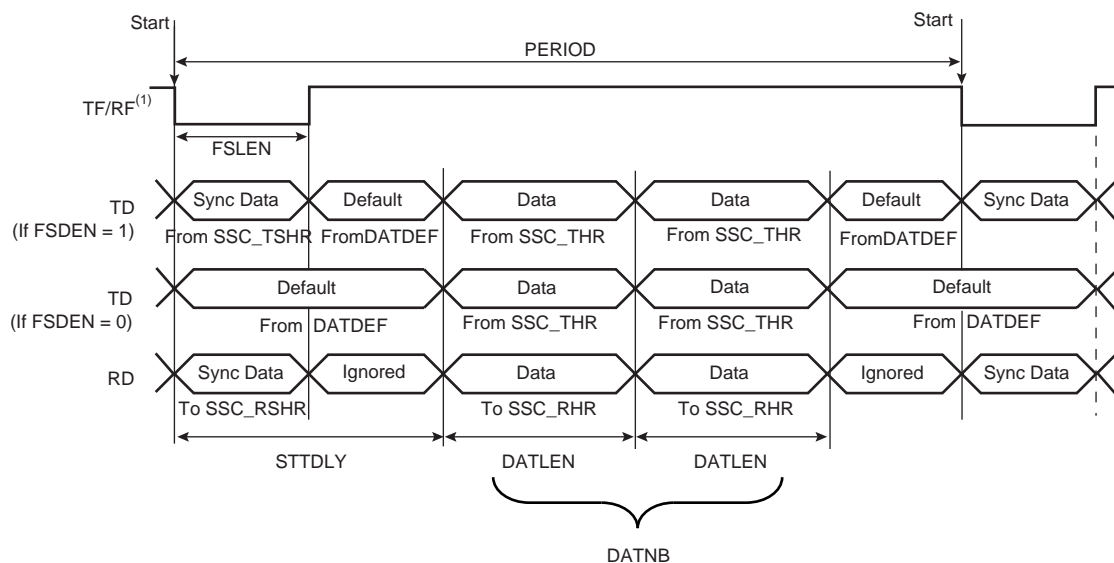 Start
Start
PERIOD
TF/RF(1)
FSLEN
TD
(If FSDEN = 1)
Sync Data
Default
Data
Data
Default
Sync Data
From SSC_TSHR
FromDATDEF
From SSC_THR
From SSC_THR
FromDATDEF
TD
(If FSDEN = 0)
Default
Data
Data
Default
From DATDEF
From SSC_THR
From SSC_THR
From DATDEF
RD
Sync Data
Ignored
Data
Data
Ignored
Sync Data
To SSC_RSHR
To SSC_RHR
To SSC_RHR
STTDLY
DATLEN
DATLEN
DATNB